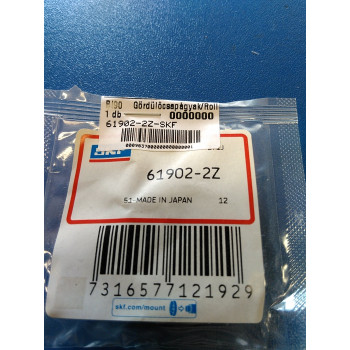 Gördülőcsapágyak/Roll
1 db 0000000
61902-2Z-SKF
SKF
61902-2Z
51-MADE IN JAPAN 12
7316577121929
skf.com/mount